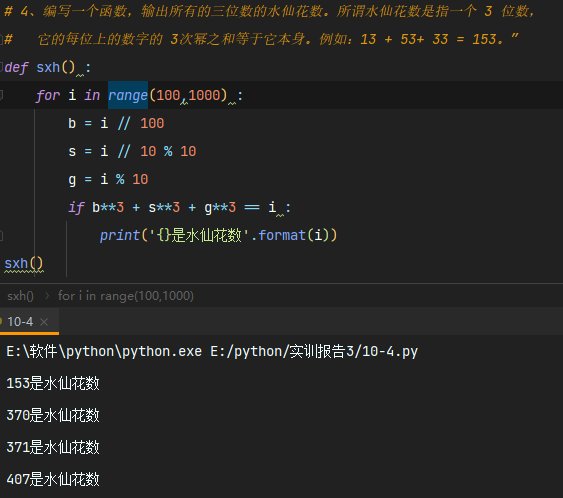 # 4、编写一个函数，输出所有的三位数的水仙花数。所谓水仙花数是指一个 3 位数，
#   它的每位上的数字的 3次幂之和等于它本身。例如：13 + 53+ 33 = 153。”
def sxh() :
    for i in range(100,1000) :
        b = i // 100
        s = i // 10 % 10
        g = i % 10
        if b**3 + s**3 + g**3 == i :
            print('{}是水仙花数'.format(i))
sxh()
sxh() › for i in range(100,1000)
10-4 ×
E:\软件\python\python.exe E:/python/实训报告3/10-4.py
153是水仙花数
370是水仙花数
371是水仙花数
407是水仙花数